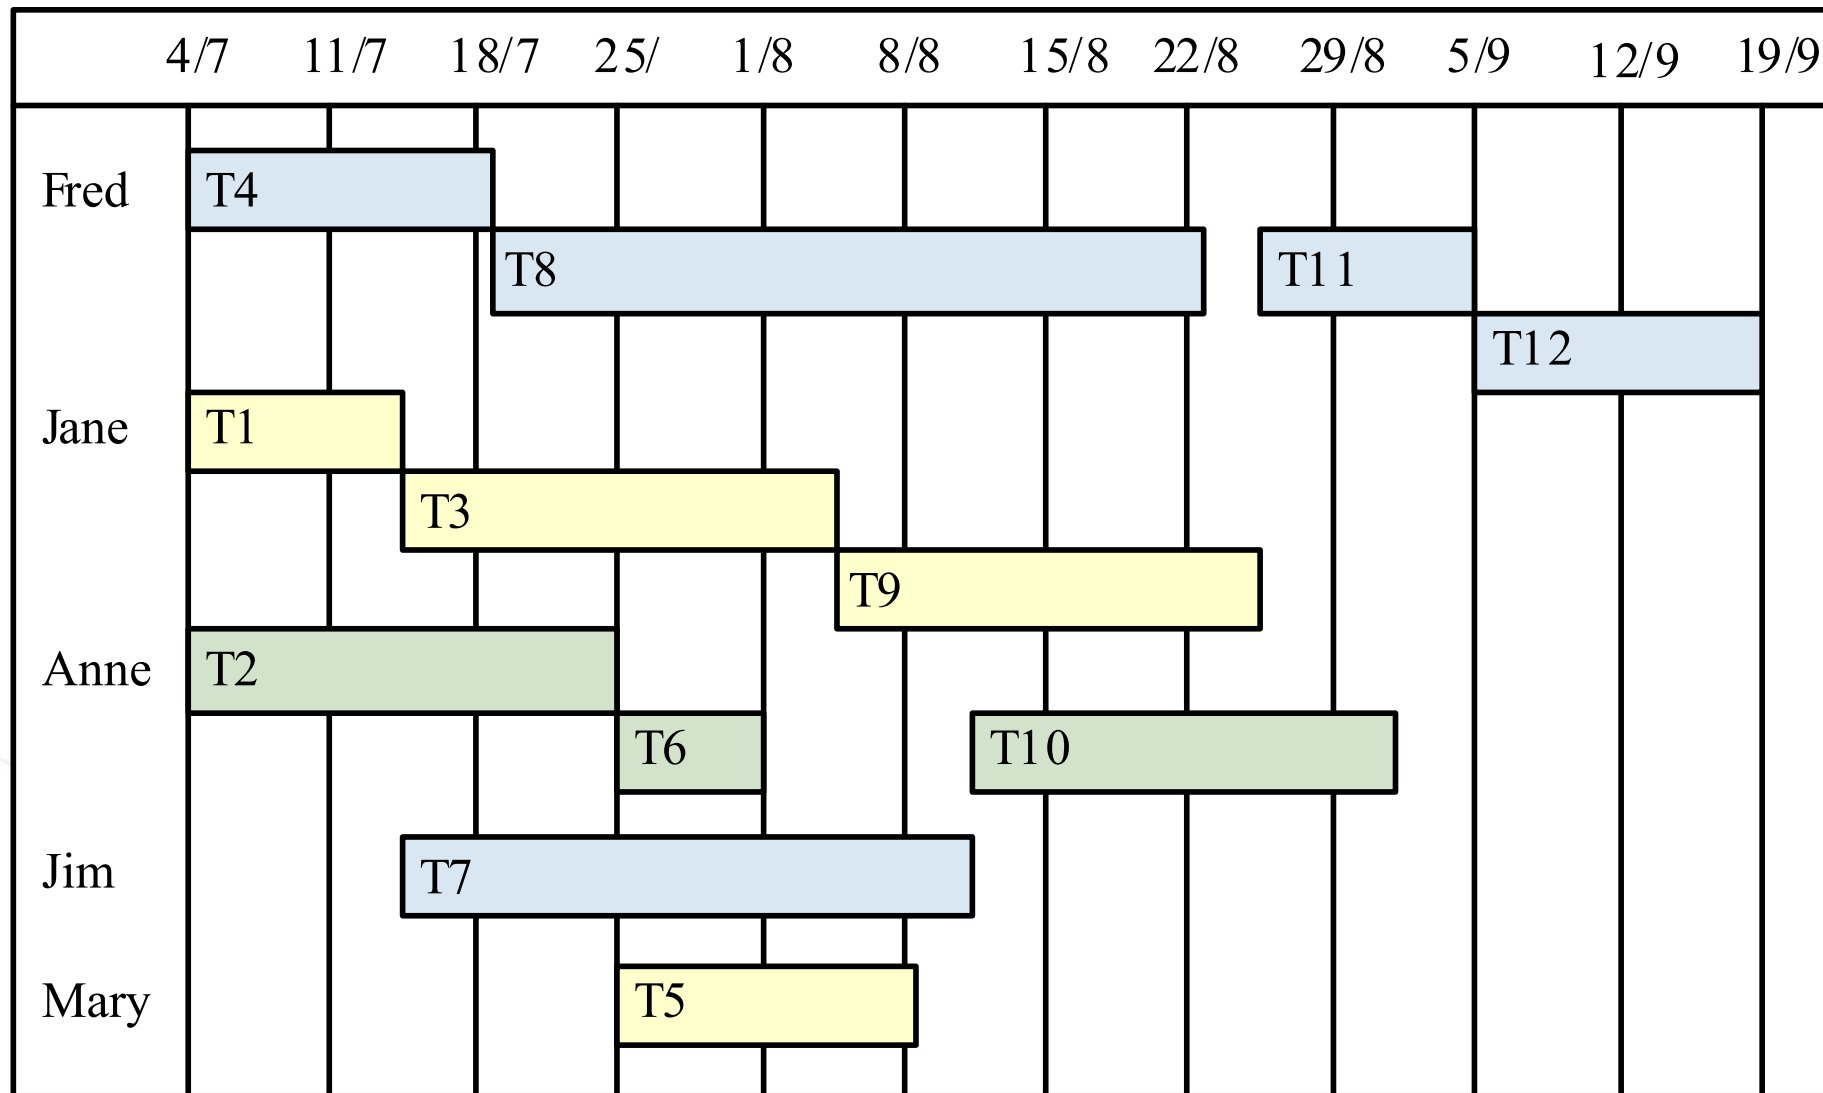 4/7 11/7 18/7 25/ 1/8 8/8 15/8 22/8 29/8 5/9 12/9 19/9
Fred T4
T8 T11
T12
Jane T1
T3
T9
Anne T2
T6 T10
Jim T7
Mary T5